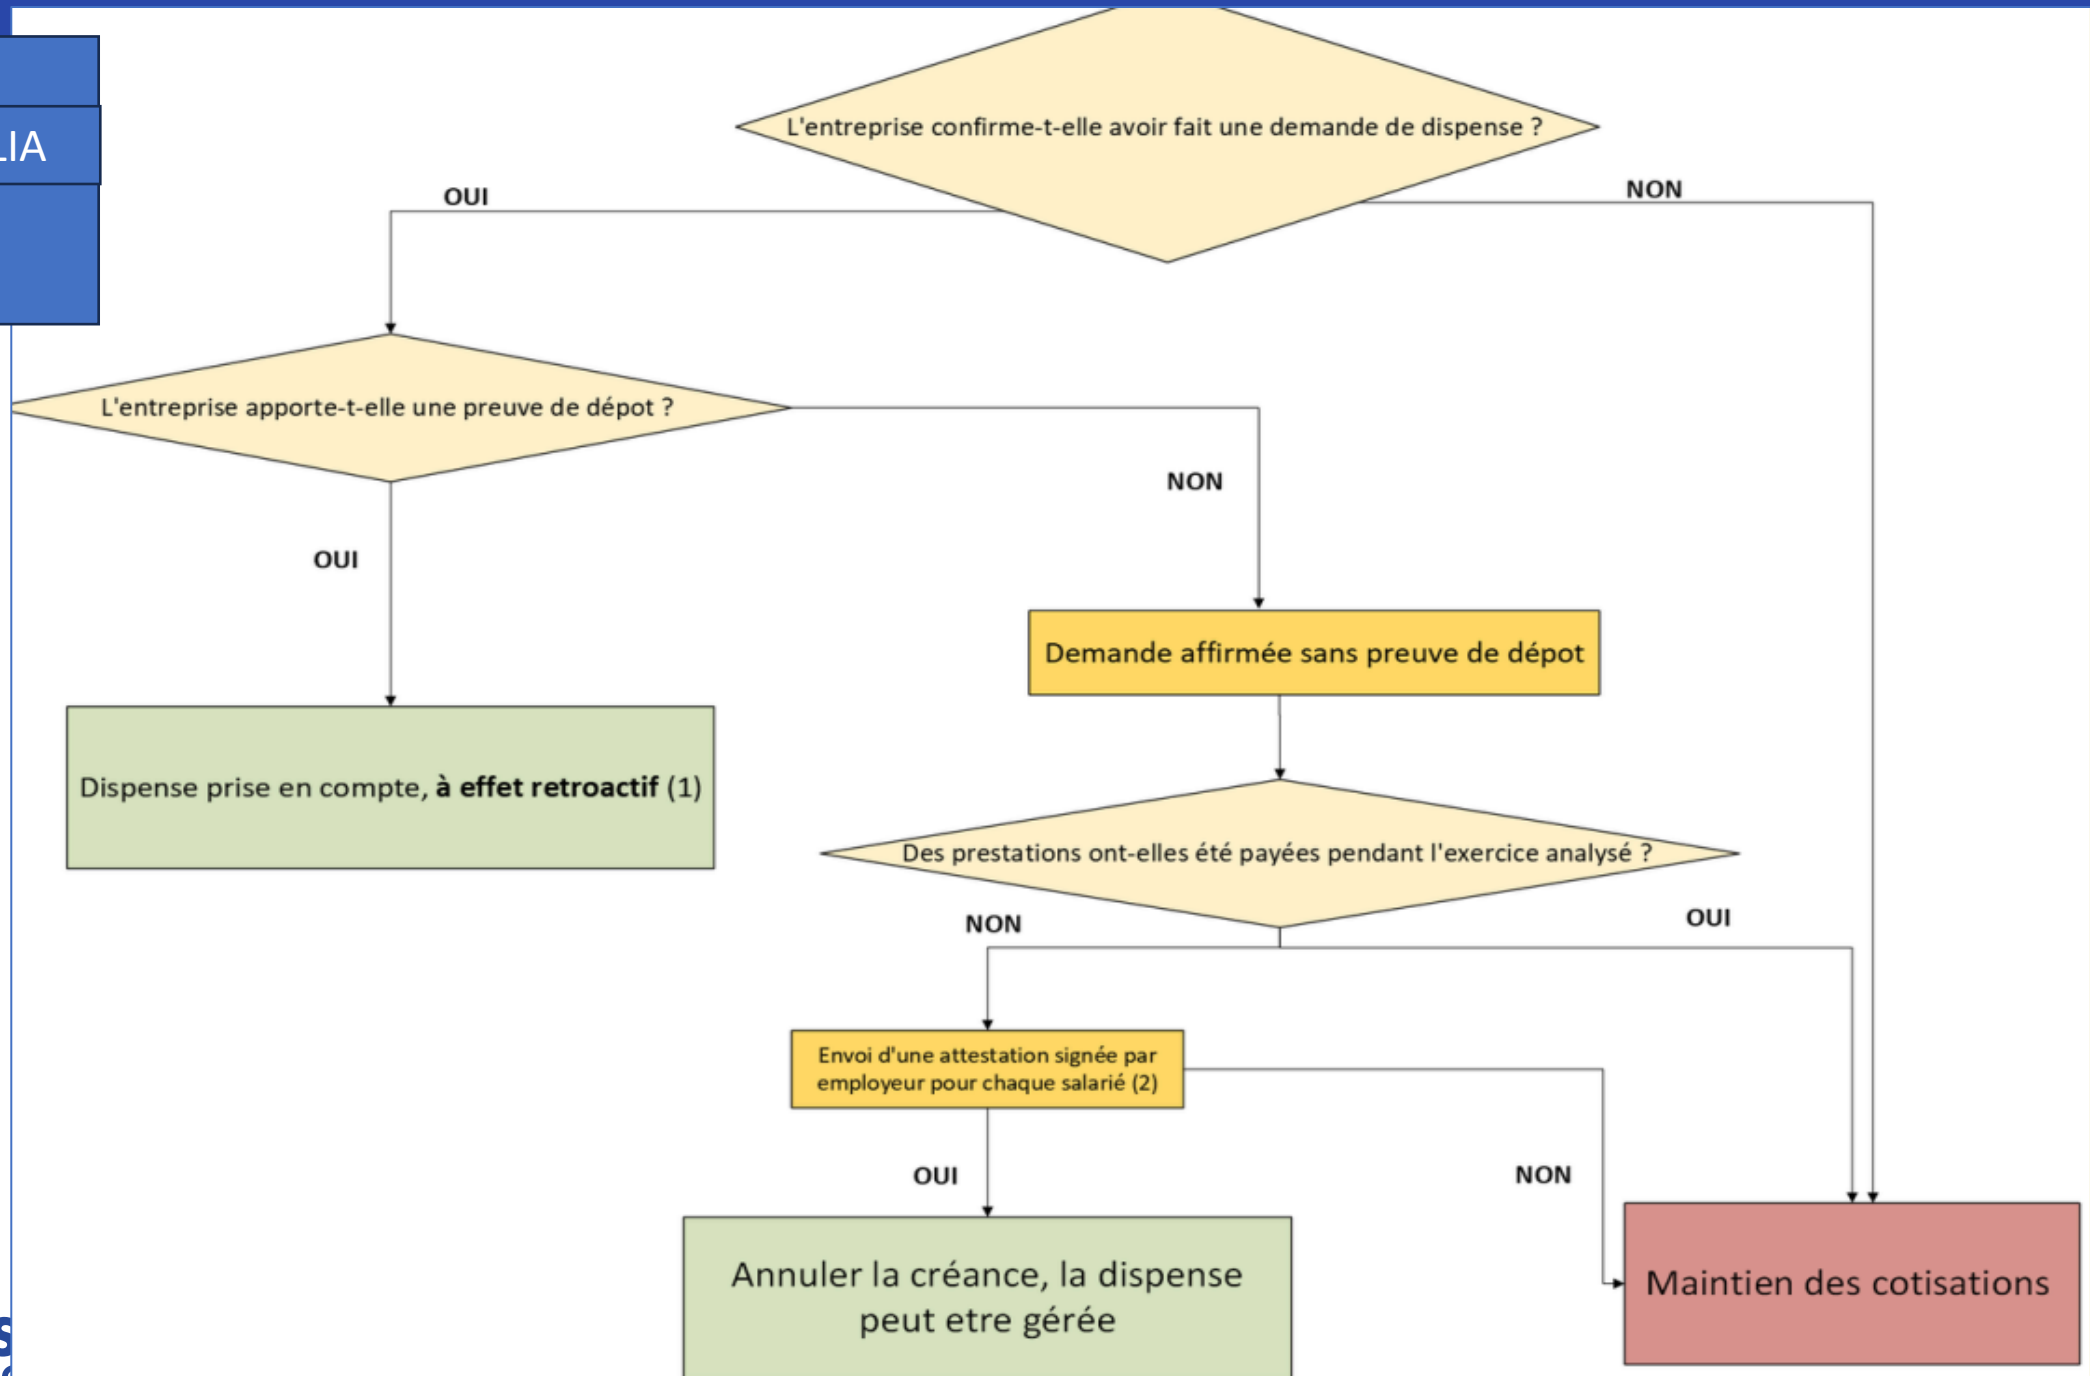 LIA
L'entreprise confirme-t-elle avoir fait une demande de dispense ?
OUI
NON
L'entreprise apporte-t-elle une preuve de dépot ?
NON
OUI
Demande affirmée sans preuve de dépot
Dispense prise en compte, à effet retroactif (1)
Des prestations ont-elles été payées pendant l'exercice analysé ?
NON
OUI
Envoi d'une attestation signée par
employeur pour chaque salarié (2)
OUI
NON
Annuler la créance, la dispense
peut etre gérée
Maintien des cotisations